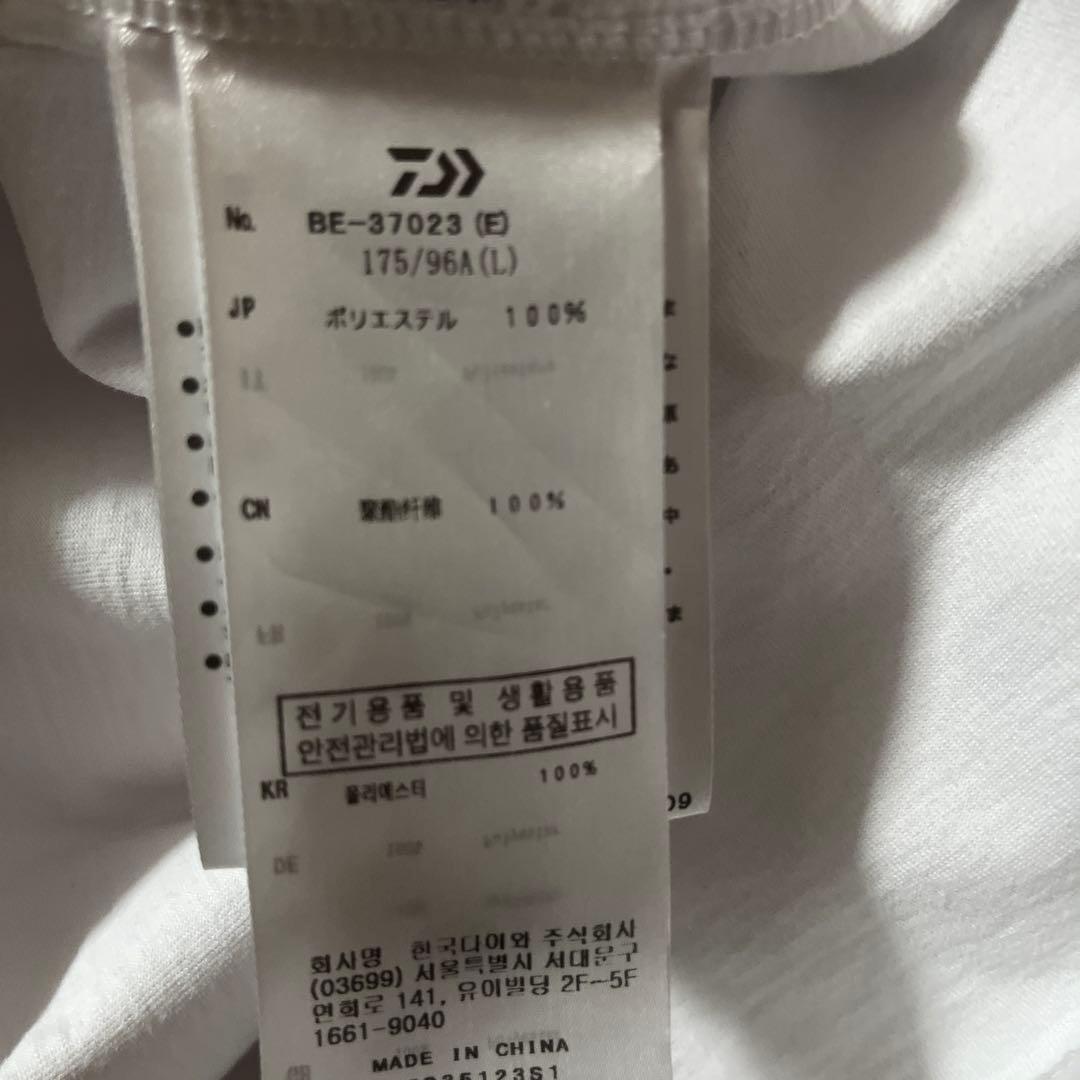 No. BE-37023 (E)
175/96A (L)
JP ポリエステル 100%
CN 聚酯纤维 100%
전기용품 및 생활용품
안전관리법에 의한 품질표시
KR 폴리에스터 100%
DE
회사명 한국다이와 주식회사
(03699) 서울특별시 서대문구
연희로 141, 유이빌딩 2F~5F
1661-9040
MADE IN CHINA
5123S1
09